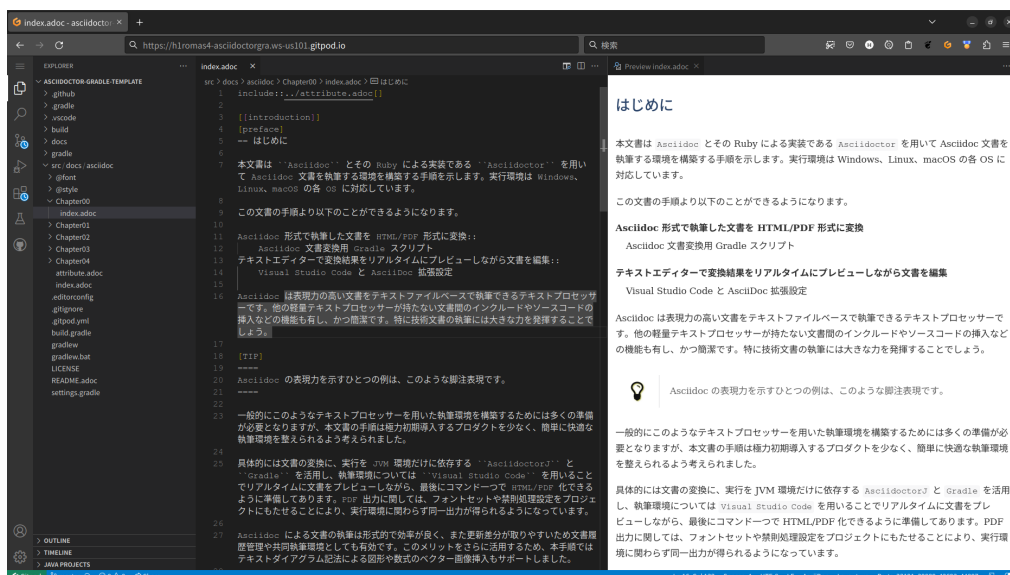 index.adoc - asciidoctor
https://h1romas4-asciidoctorgra.ws-us101.gitpod.io
検索
EXPLORER
ASCIIDOCTOR-GRADLE-TEMPLATE
.github
.gradle
.vscode
build
docs
gradle
src / docs / asciidoc
@font
@style
Chapter00
index.adoc
Chapter01
Chapter02
Chapter03
Chapter04
attribute.adoc
index.adoc
.editorconfig
.gitignore
.gitpod.yml
build.gradle
gradlew
gradlew.bat
LICENSE
README.adoc
settings.gradle
OUTLINE
TIMELINE
JAVA PROJECTS
index.adoc
src > docs > asciidoc > Chapter00 > index.adoc > はじめに
1 include::../attribute.adoc[]
2
3 [[introduction]]
4 [preface]
5 == はじめに
6
7 本文書は ``Asciidoc`` とその Ruby による実装である ``Asciidoctor`` を用い
て Asciidoc 文書を執筆する環境を構築する手順を示します。実行環境は Windows、
Linux、macOS の各 OS に対応しています。
8
9 この文書の手順より以下のことができるようになります。
10
11 Asciidoc 形式で執筆した文書を HTML/PDF 形式に変換::
12 Asciidoc 文書変換用 Gradle スクリプト
13 テキストエディターで変換結果をリアルタイムにプレビューしながら文書を編集::
14 Visual Studio Code と AsciiDoc 拡張設定
15
16 Asciidoc は表現力の高い文書をテキストファイルベースで執筆できるテキストプロセッサ
ーです。他の軽量テキストプロセッサーが持たない文書間のインクルードやソースコードの
挿入などの機能も有し、かつ簡潔です。特に技術文書の執筆には大きな力を発揮することで
しょう。
17
18 [TIP]
19 ====
20 Asciidoc の表現力を示すひとつの例は、このような脚注表現です。
21 ====
22
23 一般的にこのようなテキストプロセッサーを用いた執筆環境を構築するためには多くの準備
が必要となりますが、本文書の手順は極力初期導入するプロダクトを少なく、簡単に快適な
執筆環境を整えられるよう考えられました。
24
25 具体的には文書の変換に、実行を JVM 環境だけに依存する ``AsciidoctorJ`` と
``Gradle`` を活用し、執筆環境については ``Visual Studio Code`` を用いること
でリアルタイムに文書をプレビューしながら、最後にコマンド一つで HTML/PDF 化できる
ように準備してあります。PDF 出力に関しては、フォントセットや禁則処理設定をプロジェ
クトにもたせることにより、実行環境に関わらず同一出力が得られるようになっています。
26
27 Asciidoc による文書の執筆は形式的で効率が良く、また更新差分が取りやすいため文書履
歴管理や共同執筆環境としても有効です。このメリットをさらに活用するため、本手順では
テキストダイアグラム記法による図形や数式のベクター画像挿入もサポートしました。
Preview index.adoc
はじめに
本文書は Asciidoc とその Ruby による実装である Asciidoctor を用いて Asciidoc 文書を
執筆する環境を構築する手順を示します。実行環境は Windows、Linux、macOS の各 OS に
対応しています。
この文書の手順より以下のことができるようになります。
Asciidoc 形式で執筆した文書を HTML/PDF 形式に変換
Asciidoc 文書変換用 Gradle スクリプト
テキストエディターで変換結果をリアルタイムにプレビューしながら文書を編集
Visual Studio Code と AsciiDoc 拡張設定
Asciidoc は表現力の高い文書をテキストファイルベースで執筆できるテキストプロセッサーで
す。他の軽量テキストプロセッサーが持たない文書間のインクルードやソースコードの挿入など
の機能も有し、かつ簡潔です。特に技術文書の執筆には大きな力を発揮することでしょう。
Asciidoc の表現力を示すひとつの例は、このような脚注表現です。
一般的にこのようなテキストプロセッサーを用いた執筆環境を構築するためには多くの準備が必
要となりますが、本文書の手順は極力初期導入するプロダクトを少なく、簡単に快適な執筆環境
を整えられるよう考えられました。
具体的には文書の変換に、実行を JVM 環境だけに依存する AsciidoctorJ と Gradle を活用
し、執筆環境については Visual Studio Code を用いることでリアルタイムに文書をプレ
ビューしながら、最後にコマンド一つで HTML/PDF 化できるように準備してあります。PDF
出力に関しては、フォントセットや禁則処理設定をプロジェクトにもたせることにより、実行環
境に関わらず同一出力が得られるようになっています。